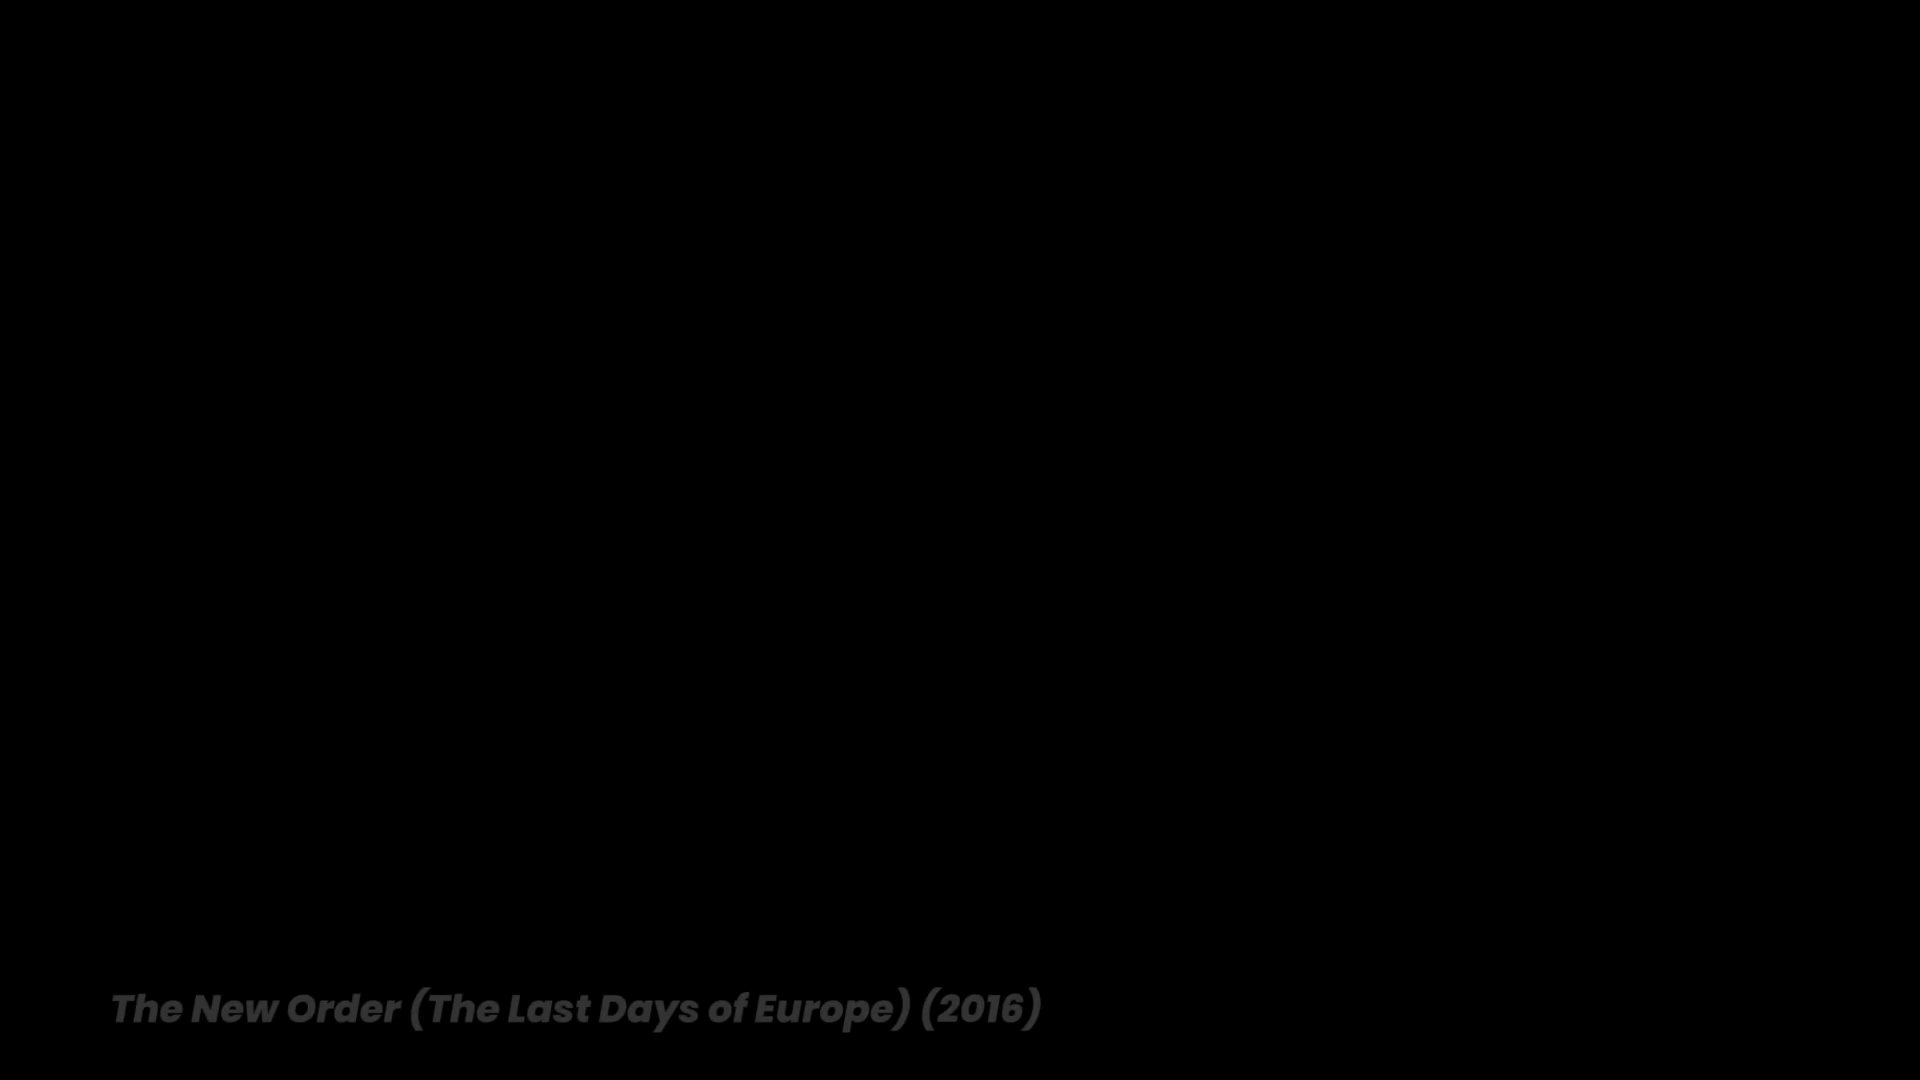 The New Order (The Last Days of Europe) (2016)